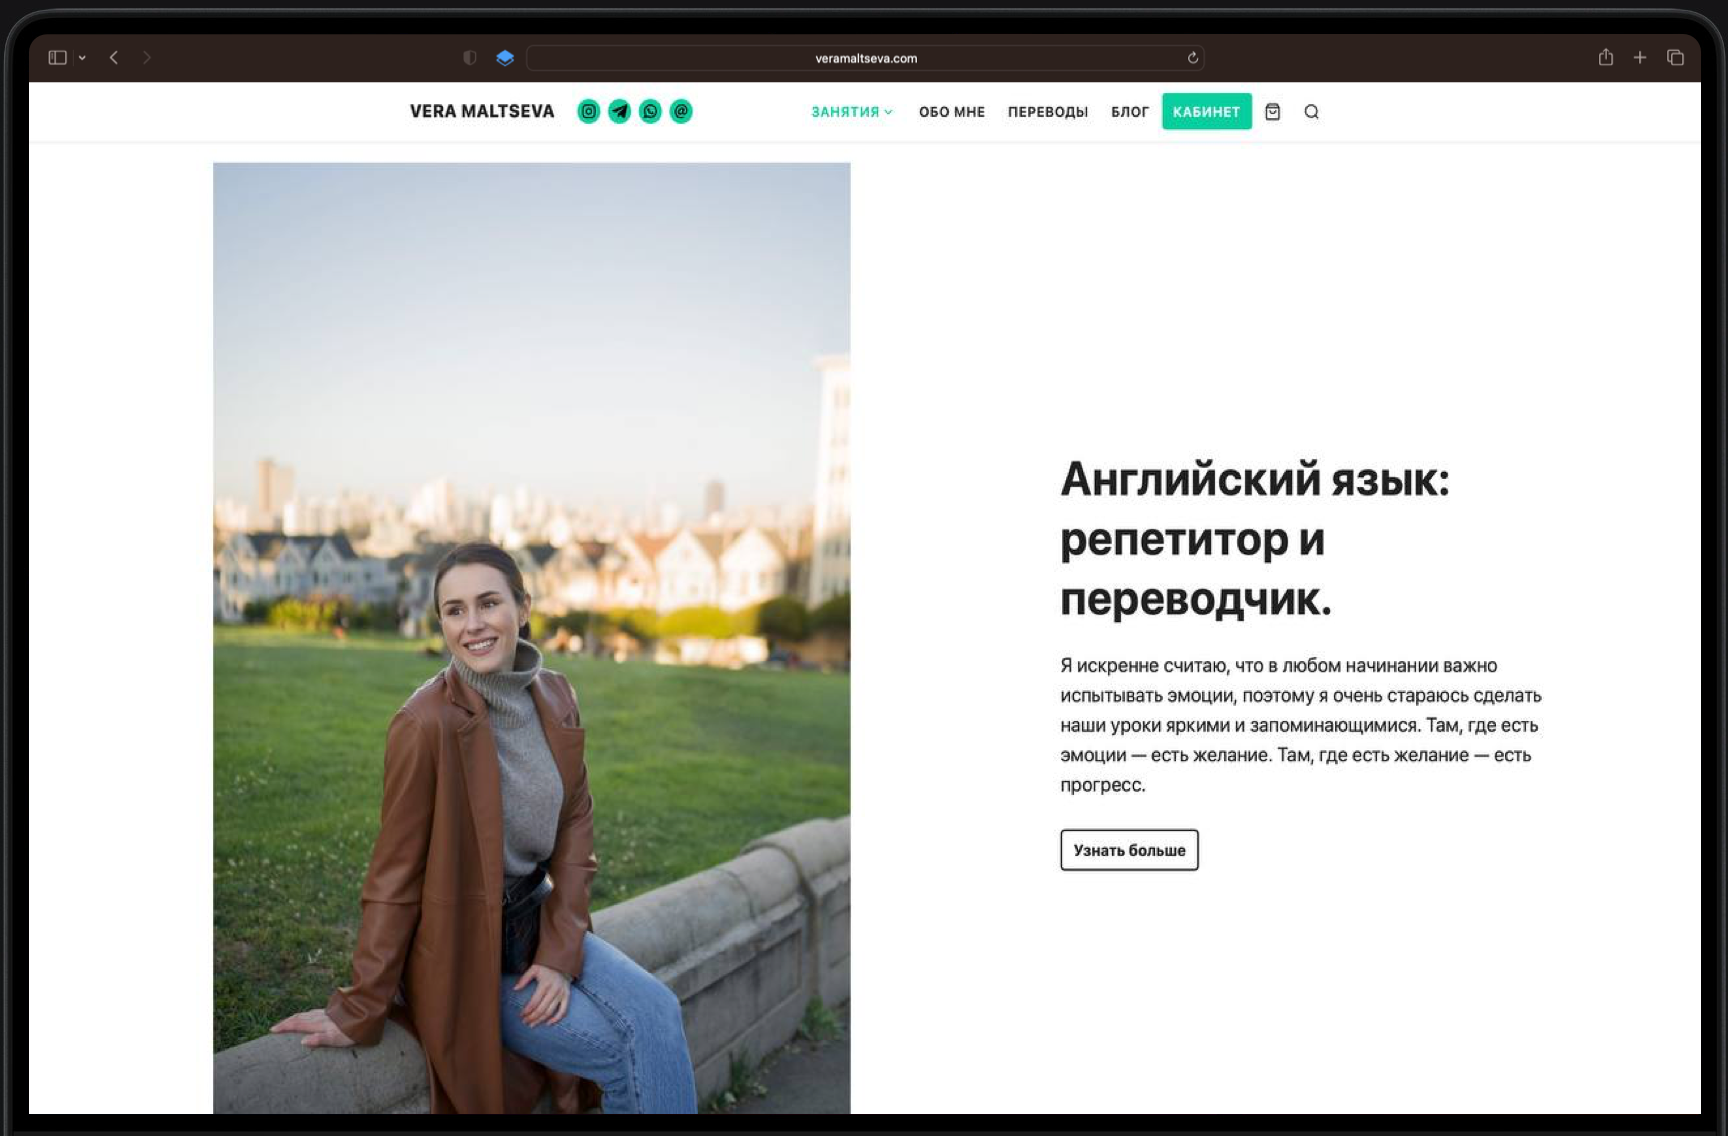 veramaltseva.com
VERA MALTSEVA
ЗАНЯТИЯ ОБО МНЕ ПЕРЕВОДЫ БЛОГ КАБИНЕТ
Английский язык:
репетитор и
переводчик.
Я искренне считаю, что в любом начинании важно
испытывать эмоции, поэтому я очень стараюсь сделать
наши уроки яркими и запоминающимися. Там, где есть
эмоции — есть желание. Там, где есть желание — есть
прогресс.
Узнать больше